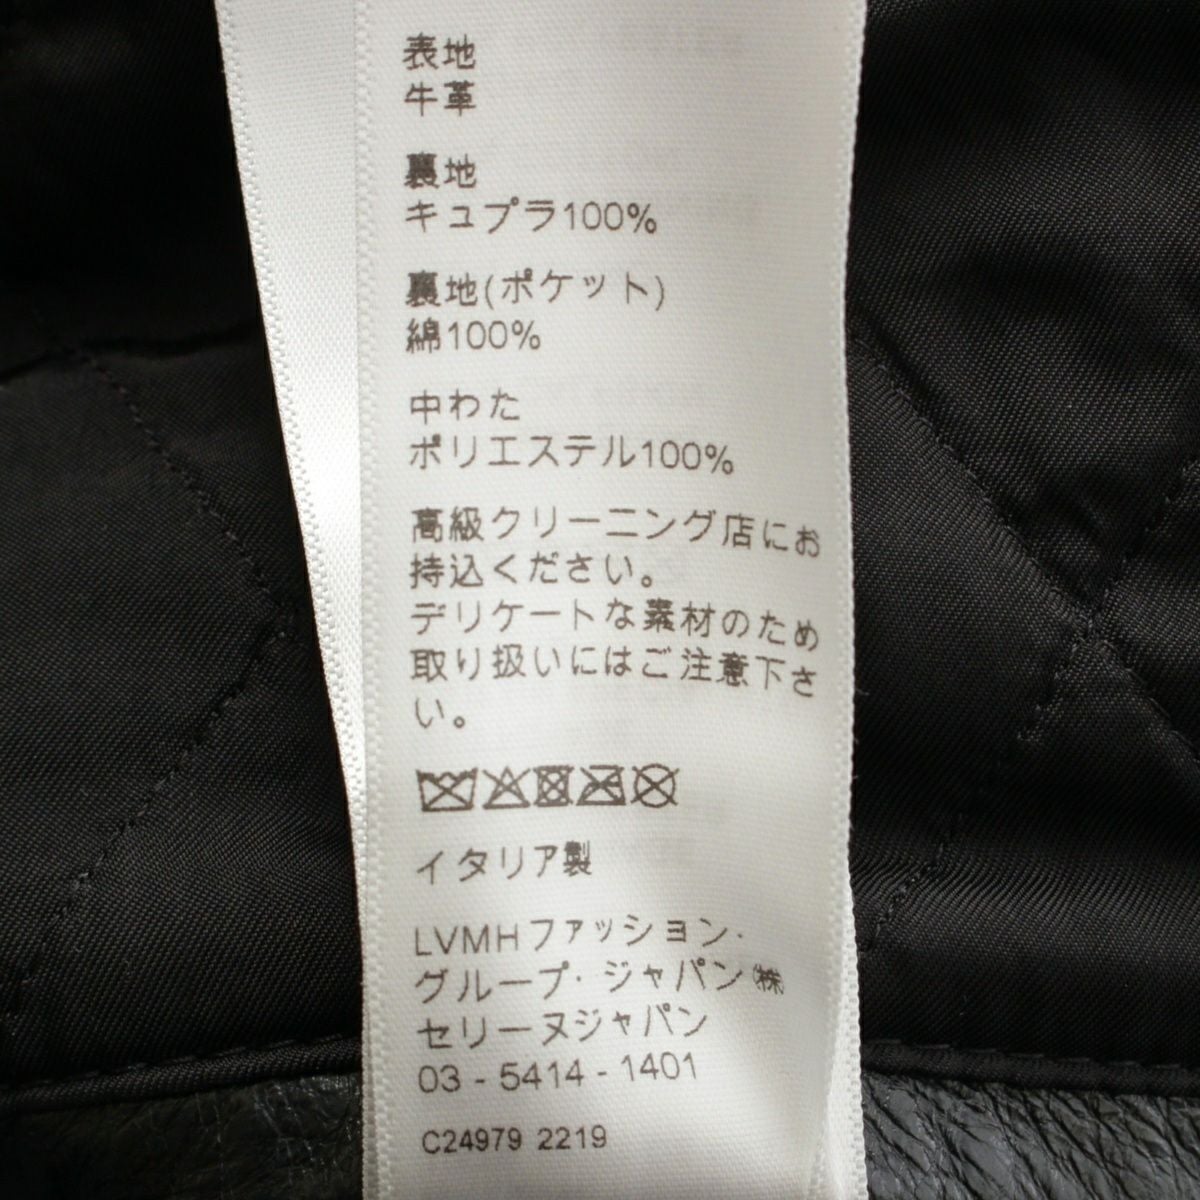 表地
牛革
裏地
キュプラ100%
裏地(ポケット)
綿100%
中わた
ポリエステル100%
高級クリーニング店にお
持込ください。
デリケートな素材のため
取り扱いにはご注意下さ
い。
イタリア製
LVMHファッション・
グループ・ジャパン㈱
セリーヌジャパン
03 - 5414 - 1401
C24979 2219